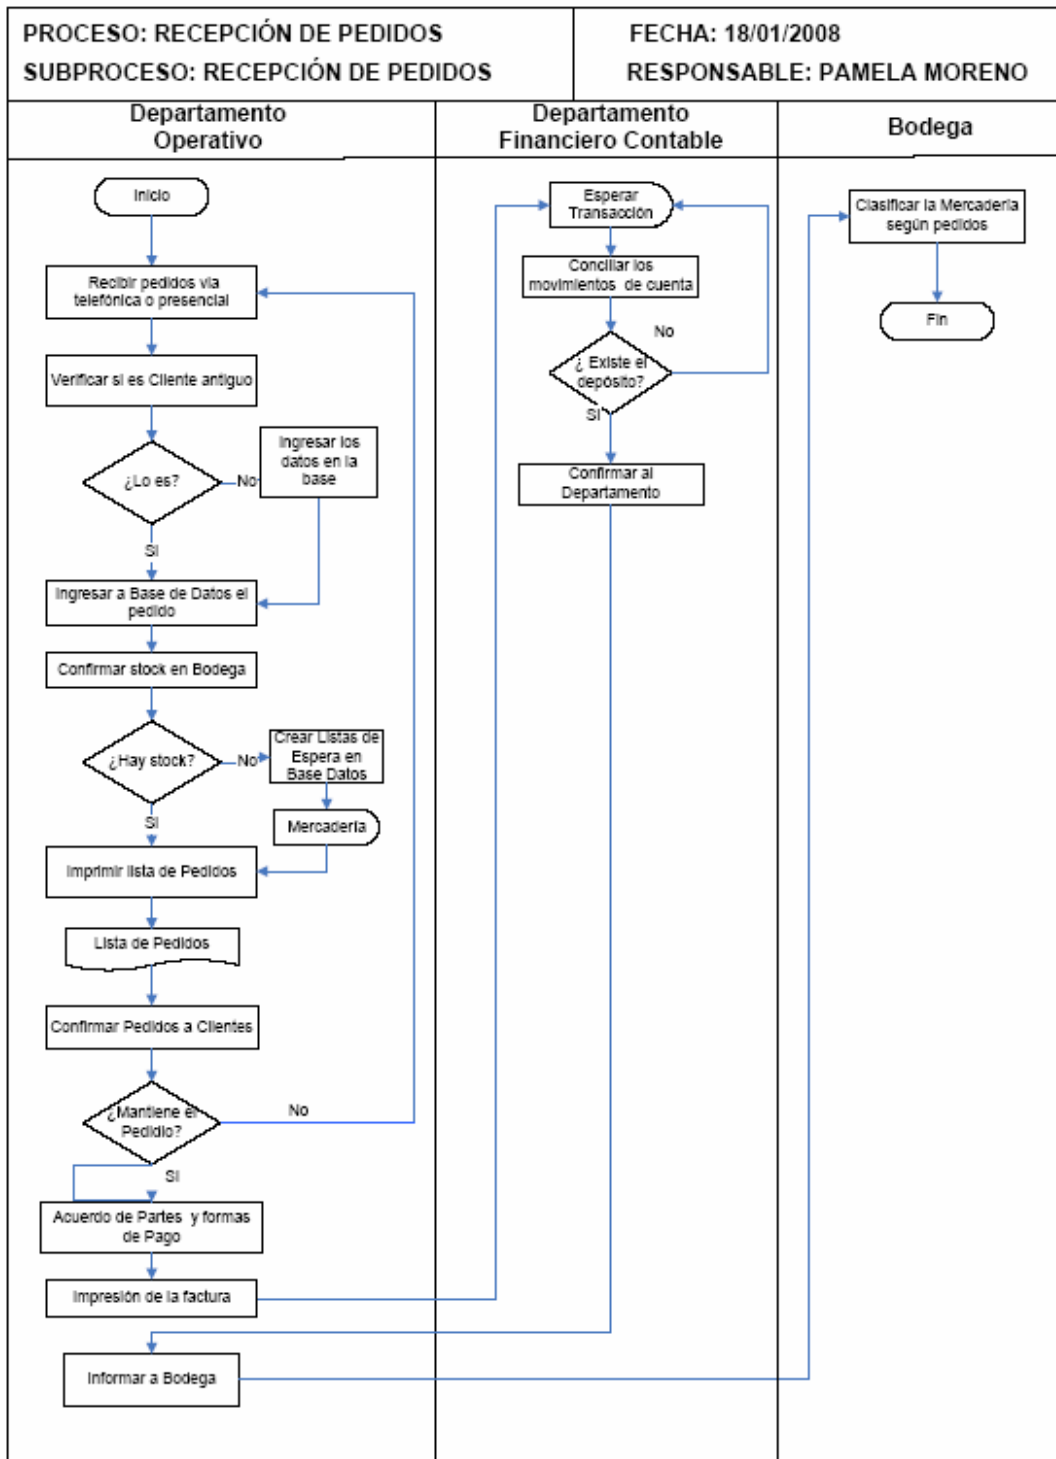 PROCESO: RECEPCIÓN DE PEDIDOS
SUBPROCESO: RECEPCIÓN DE PEDIDOS
FECHA: 18/01/2008
RESPONSABLE: PAMELA MORENO
Departamento
Operativo
Departamento
Financiero Contable
Bodega
Inicio
Recibir pedidos vía
telefónica o presencial
Verificar si es Cliente antiguo
¿Lo es?
No
Ingresar los
datos en la
base
SI
Ingresar a Base de Datos el
pedido
Confirmar stock en Bodega
¿Hay stock?
No
Crear Listas de
Espera en
Base Datos
Mercadería
SI
Imprimir lista de Pedidos
Lista de Pedidos
Confirmar Pedidos a Clientes
¿Mantiene el
Pedidio?
No
SI
Acuerdo de Partes y formas
de Pago
Impresión de la factura
Informar a Bodega
Esperar
Transacción
Conciliar los
movimientos de cuenta
No
¿ Existe el
depósito?
SI
Confirmar al
Departamento
Clasificar la Mercadería
según pedidos
Fin